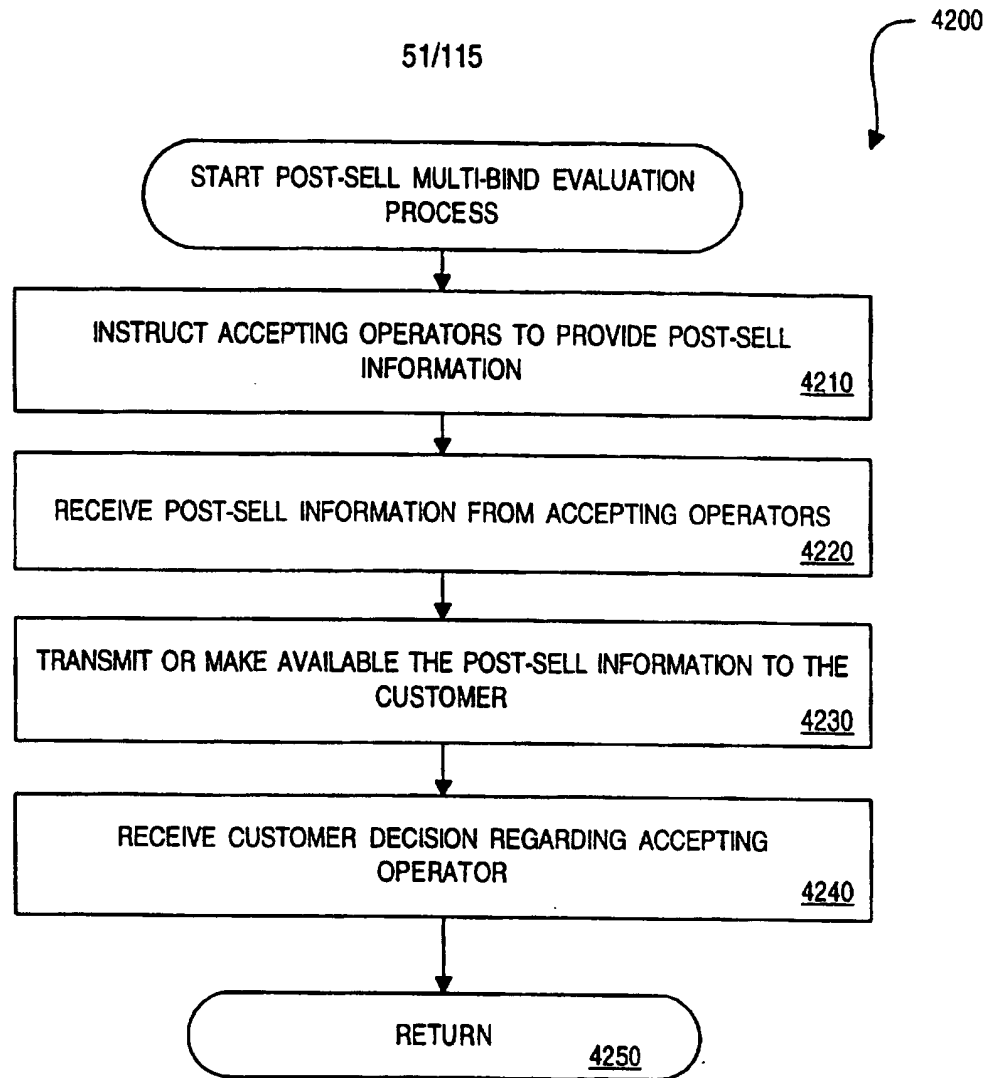 4200
51/115
START POST-SELL MULTI-BIND EVALUATION
PROCESS
INSTRUCT ACCEPTING OPERATORS TO PROVIDE POST-SELL
INFORMATION
4210
RECEIVE POST-SELL INFORMATION FROM ACCEPTING OPERATORS
4220
TRANSMIT OR MAKE AVAILABLE THE POST-SELL INFORMATION TO THE
CUSTOMER
4230
RECEIVE CUSTOMER DECISION REGARDING ACCEPTING
OPERATOR
4240
RETURN
4250